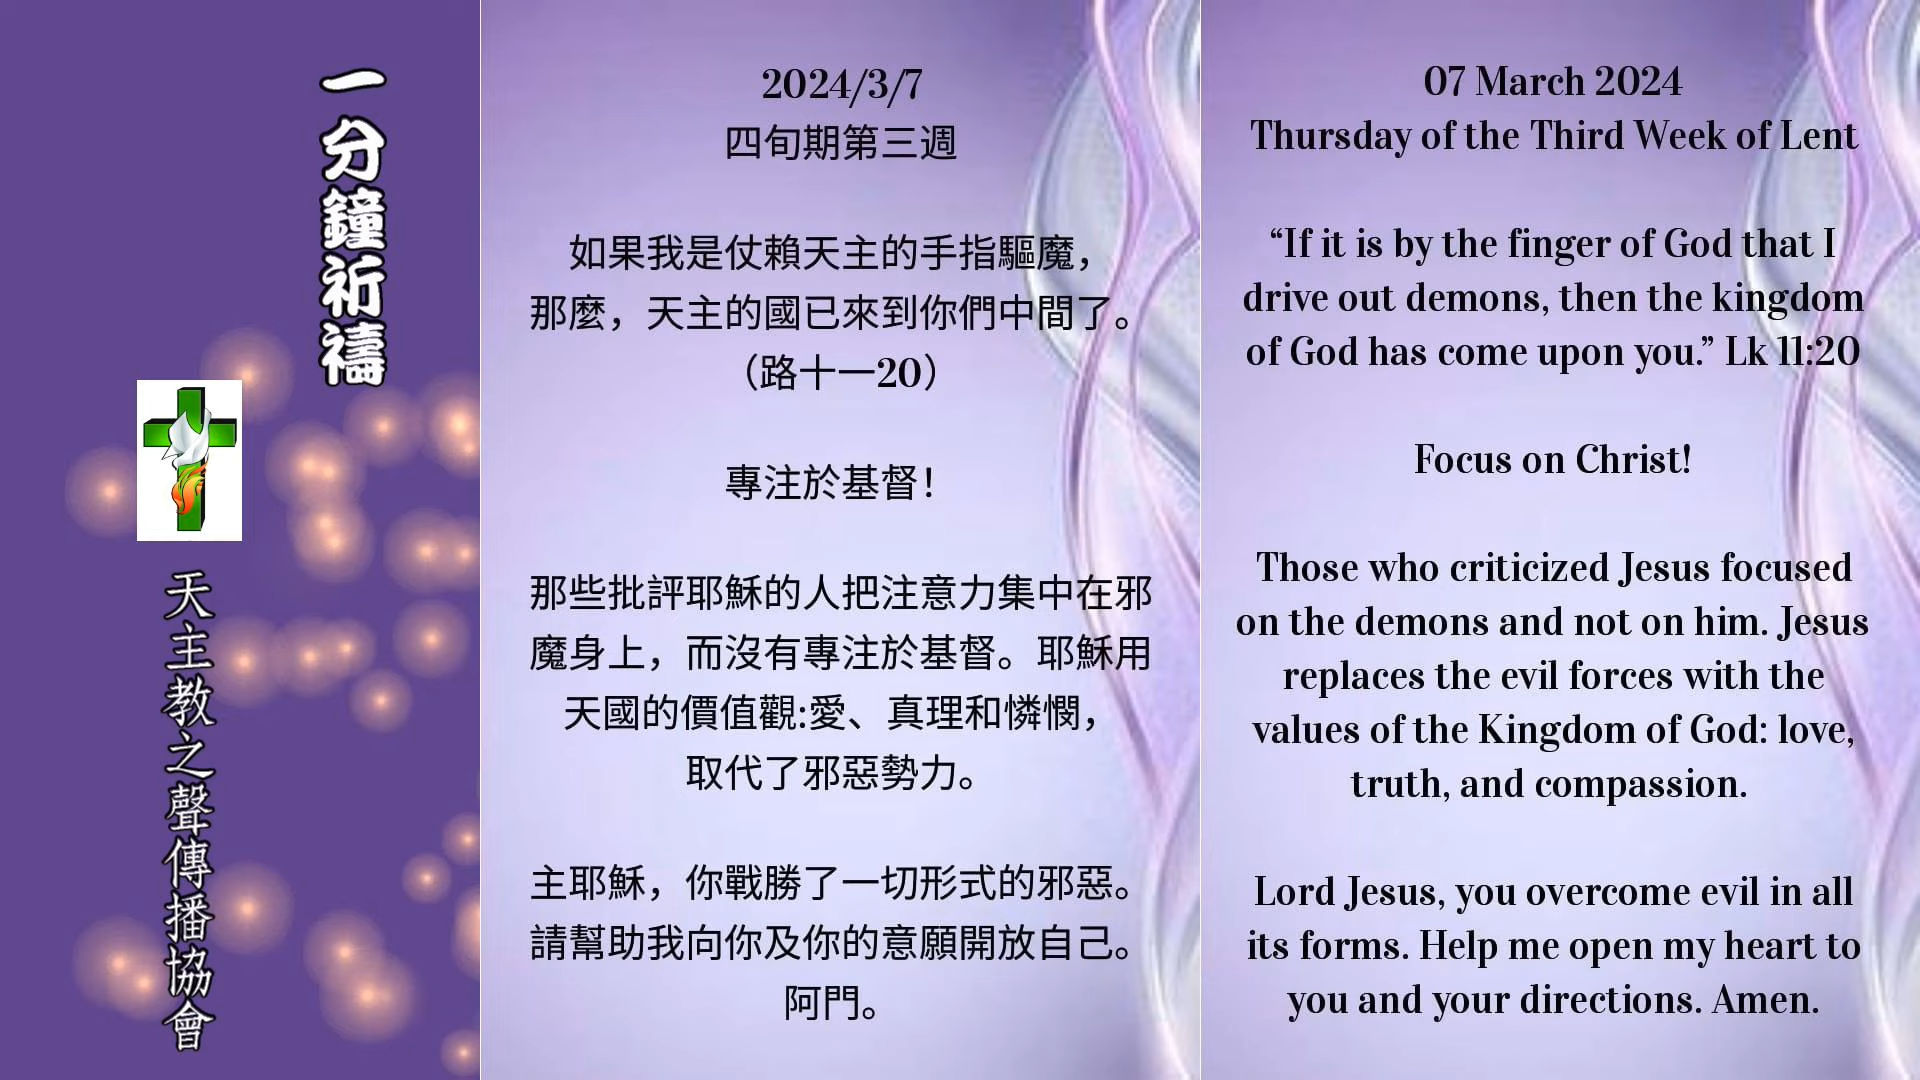 一分鐘祈禱
天主教之聲傳播協會
2024/3/7
四旬期第三週
如果我是仗賴天主的手指驅魔，
那麼，天主的國已來到你們中間了。
（路十一20）
專注於基督！
那些批評耶穌的人把注意力集中在邪
魔身上，而沒有專注於基督。耶穌用
天國的價值觀:愛、真理和憐憫，
取代了邪惡勢力。
主耶穌，你戰勝了一切形式的邪惡。
請幫助我向你及你的意願開放自己。
阿門。
07 March 2024
Thursday of the Third Week of Lent
“If it is by the finger of God that I
drive out demons, then the kingdom
of God has come upon you.” Lk 11:20
Focus on Christ!
Those who criticized Jesus focused
on the demons and not on him. Jesus
replaces the evil forces with the
values of the Kingdom of God: love,
truth, and compassion.
Lord Jesus, you overcome evil in all
its forms. Help me open my heart to
you and your directions. Amen.